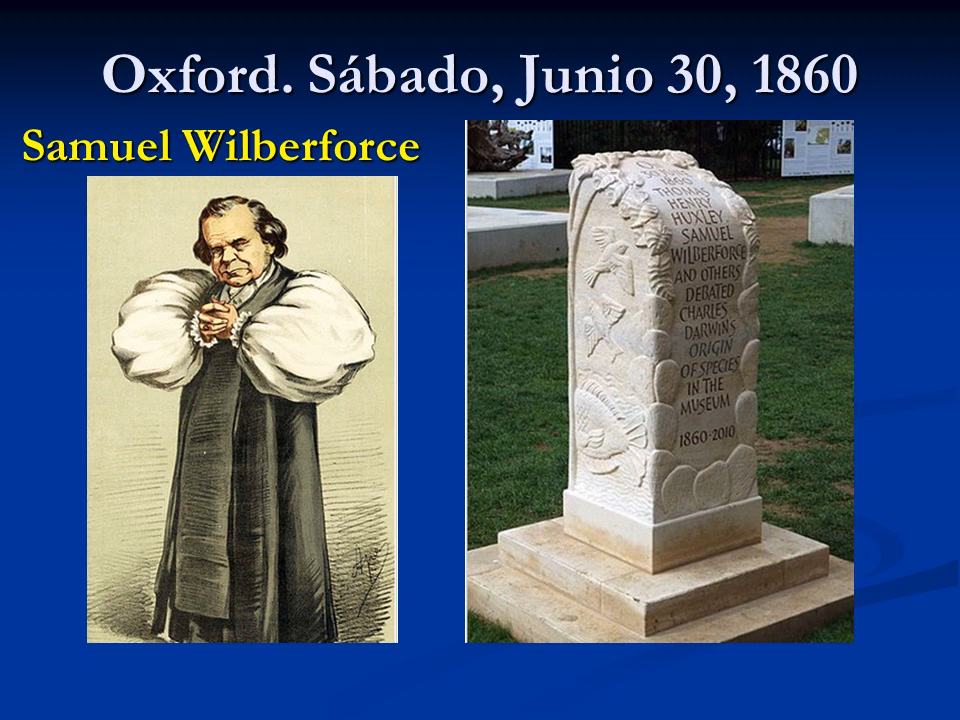 Oxford. Sábado, Junio 30, 1860
Samuel Wilberforce
1860
THOMAS
HENRY
HUXLEY
SAMUEL
WILBERFORCE
AND OTHERS
DEBATED
CHARLES
DARWIN'S
ORIGIN
OF SPECIES
IN THE
MUSEUM
1860-2010